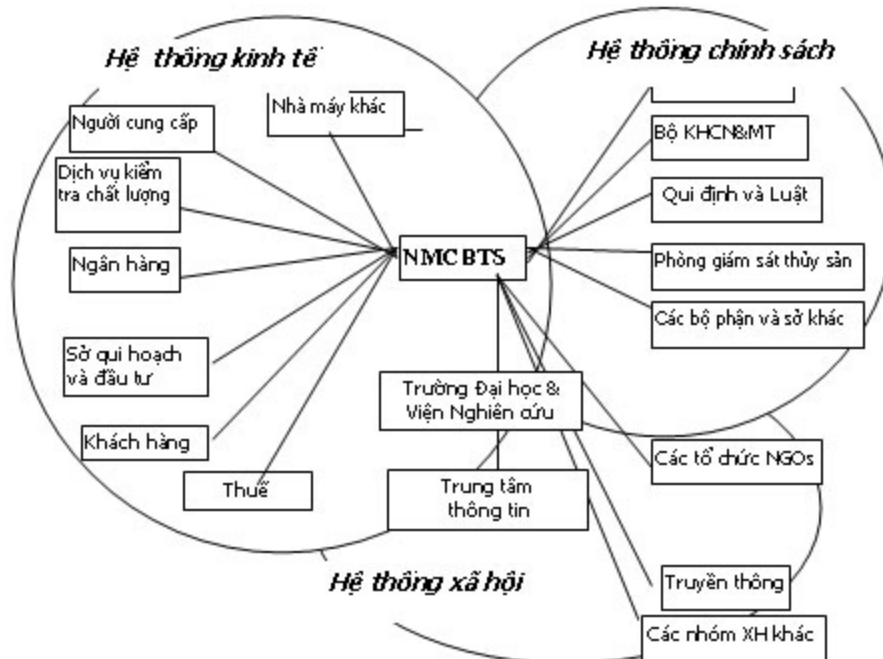 Hệ thống kinh tế
Hệ thống chính sách
Nhà máy khác
Người cung cấp
Bộ KHCN&MT
Dịch vụ kiểm
tra chất lượng
Qui định và Luật
NMCBTS
Ngân hàng
Phòng giám sát thủy sản
Các bộ phận và sở khác
Sở qui hoạch
và đầu tư
Trường Đại học &
Viện Nghiên cứu
Khách hàng
Các tổ chức NGOs
Thuế
Trung tâm
thông tin
Hệ thống xã hội
Truyền thông
Các nhóm XH khác